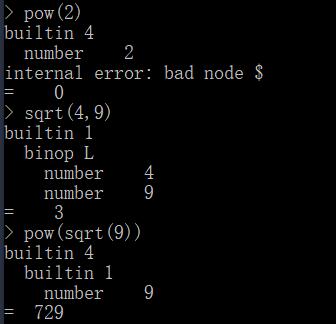 > pow(2)
builtin 4
  number    2
internal error: bad node $
=    0
> sqrt(4,9)
builtin 1
  binop L
    number    4
    number    9
=    3
> pow(sqrt(9))
builtin 4
  builtin 1
    number    9
=  729